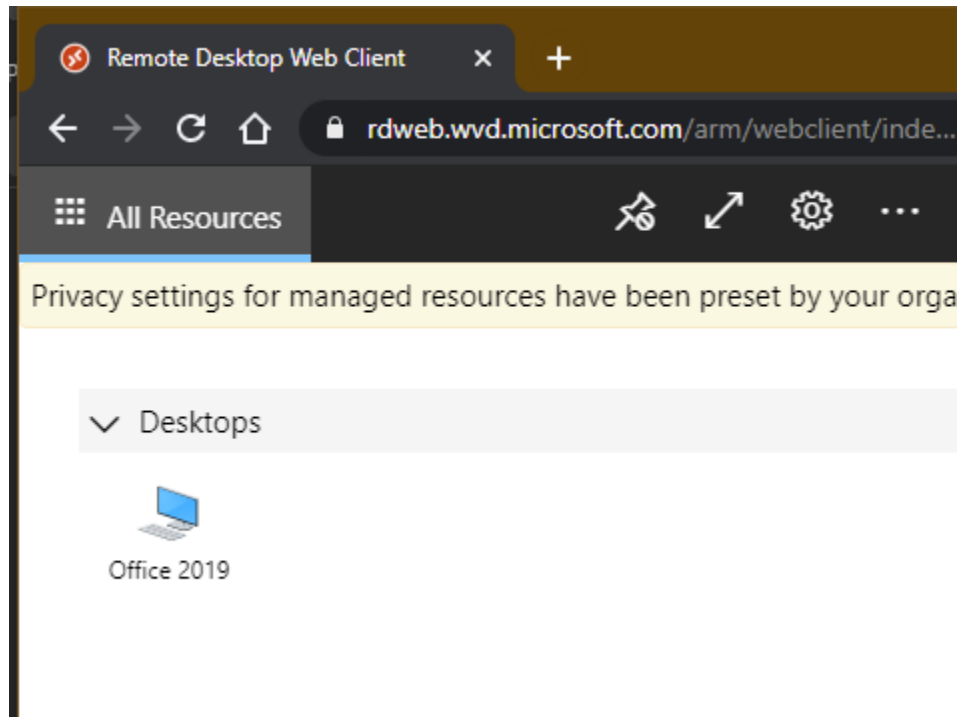 Remote Desktop Web Client
rdweb.wvd.microsoft.com/arm/webclient/inde...
All Resources
Privacy settings for managed resources have been preset by your orga
Desktops
Office 2019